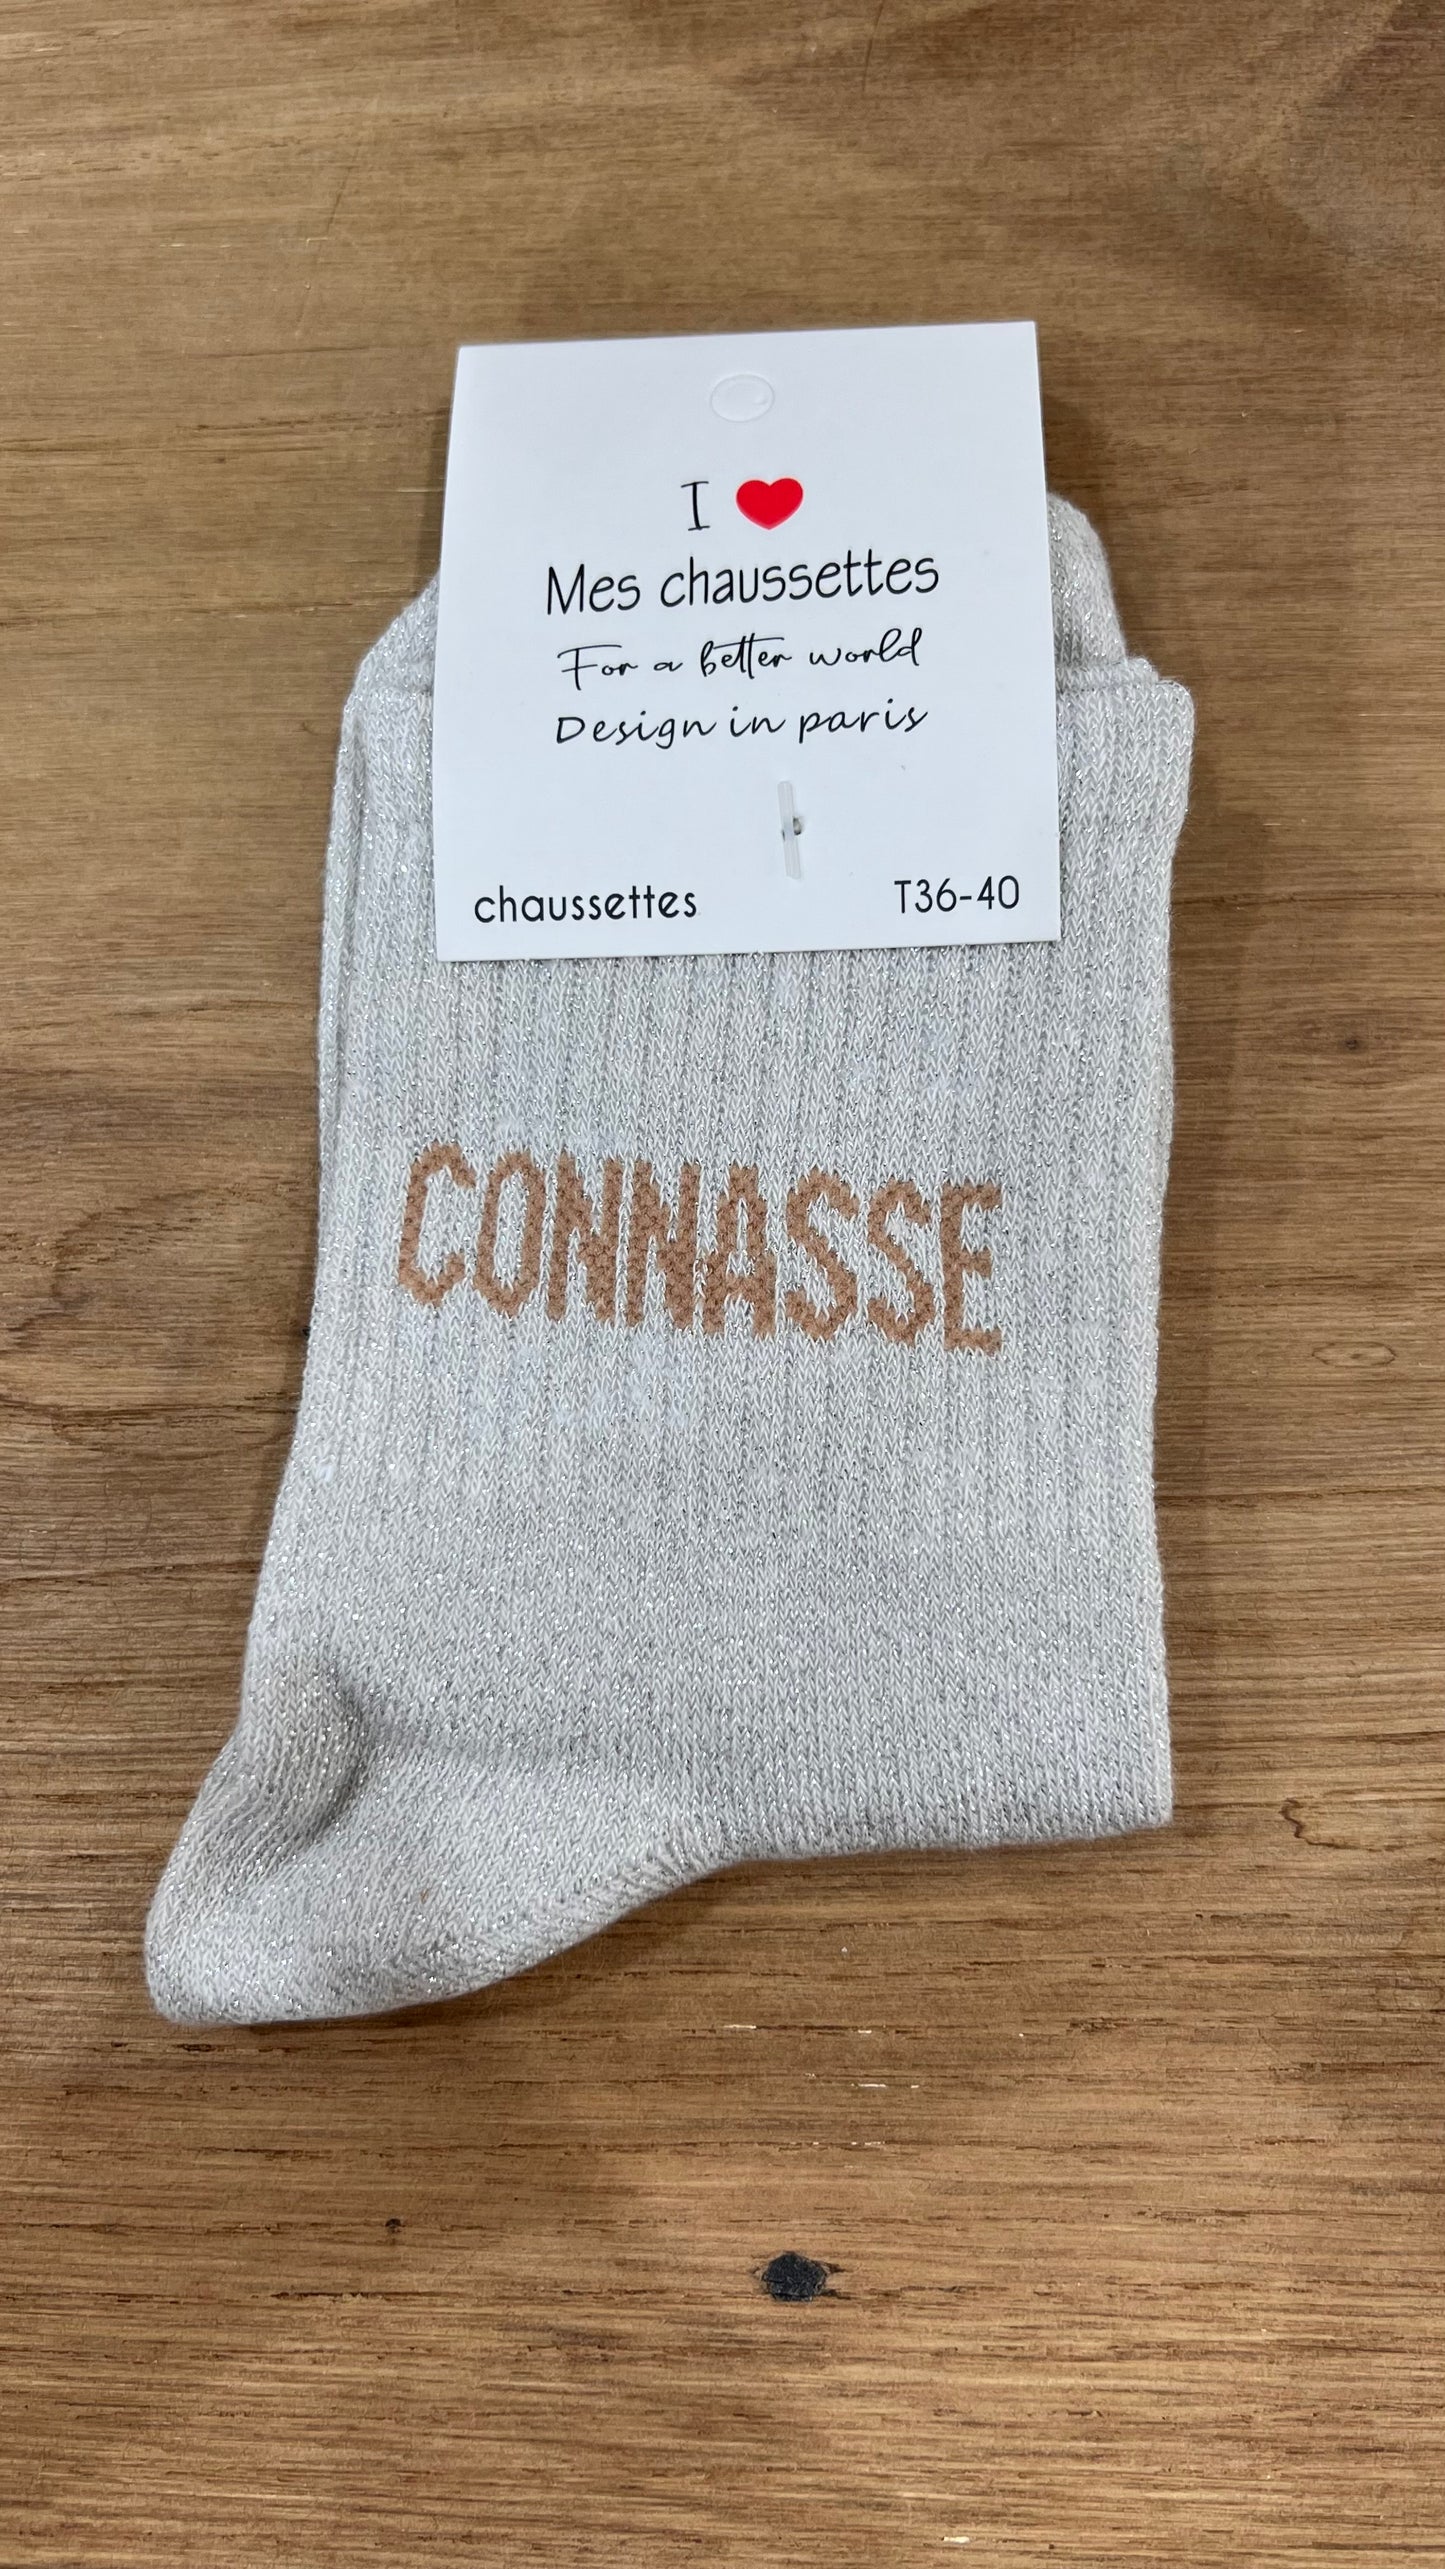 I ❤
Mes chaussettes
For a better world
Design in paris
chaussettes T36-40
CONNASSE